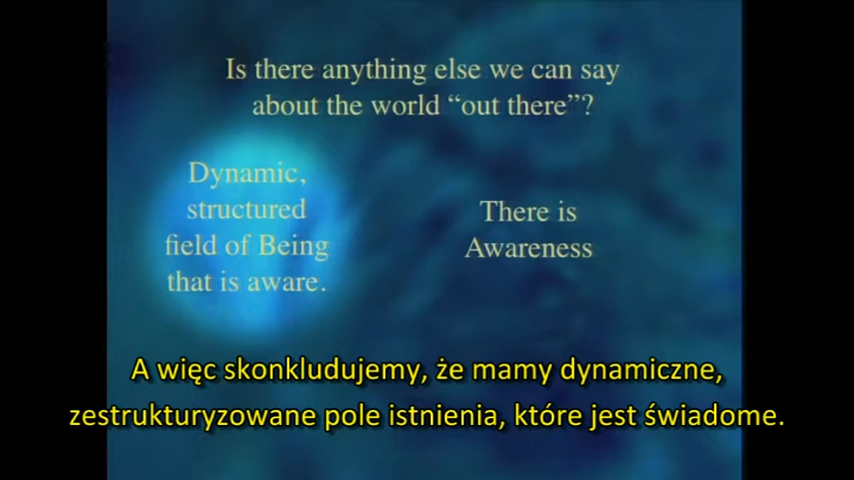 Is there anything else we can say
about the world “out there”?
Dynamic,
structured
field of Being
that is aware.
There is
Awareness
A więc skonkludujemy, że mamy dynamiczne,
zestrukturyzowane pole istnienia, które jest świadome.